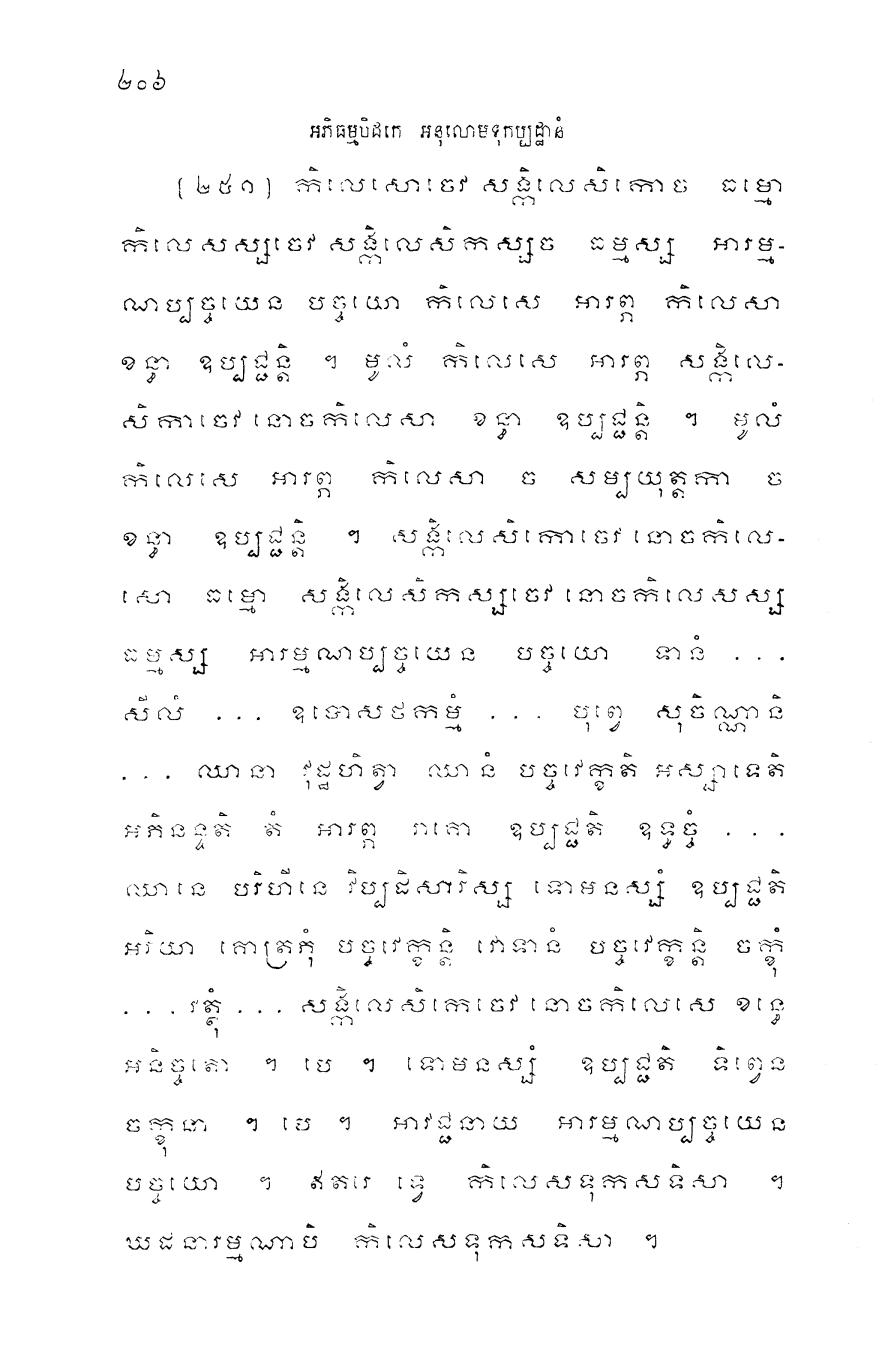 ២០៦
អភិធម្មបិដកេ អនុលោមទុកប្បដ្ឋានំ
[២៥១] កិលេសោចេវ សង្កិលេសិកោច ធម្មោ
កិលេសស្សចេវ សង្កិលេសិកស្សច ធម្មស្ស អារម្ម-
ណប្បច្ចយេន បច្ចយោ កិលេសេ អារព្ភ កិលេសា
ខន្ធា ឧប្បជ្ជន្តិ ។ មូលំ កិលេសេ អារព្ភ សង្កិលេ-
សិកាចេវ នោចកិលេសា ខន្ធា ឧប្បជ្ជន្តិ ។ មូលំ
កិលេសេ អារព្ភ កិលេសា ច សម្បយុត្តកា ច
ខន្ធា ឧប្បជ្ជន្តិ ។ សង្កិលេសិកោចេវ នោចកិលេ-
សោ ធម្មោ សង្កិលេសិកស្សចេវ នោចកិលេសស្ស
ធម្មស្ស អារម្មណប្បច្ចយេន បច្ចយោ ទានំ ...
សីលំ ... ឧបោសថកម្មំ ... បុព្វេ សុចិណ្ណានិ
... ឈានា វុដ្ឋហិត្វា ឈានំ បច្ចវេក្ខតិ អស្សាទេតិ
អភិនន្ទតិ តំ អារព្ភ រាគោ ឧប្បជ្ជតិ ឧទ្ធច្ចំ ...
ឈានេ បរិហីនេ វិប្បដិសារិស្ស ទោមនស្សំ ឧប្បជ្ជតិ
អរិយា គោត្រភុំ បច្ចវេក្ខន្តិ វោទានំ បច្ចវេក្ខន្តិ ចក្ខុំ
... វត្ថុំ ... សង្កិលេសិកេចេវ នោចកិលេសេ ខន្ធេ
អនិច្ចតោ ។ បេ ។ ទោមនស្សំ ឧប្បជ្ជតិ ទិព្វេន
ចក្ខុនា ។ បេ ។ អាវជ្ជនាយ អារម្មណប្បច្ចយេន
បច្ចយោ ។ ឥតរេ ទ្វេ កិលេសទុកសទិសា ។
ឃដនារម្មណាបិ កិលេសទុកសទិសា ។